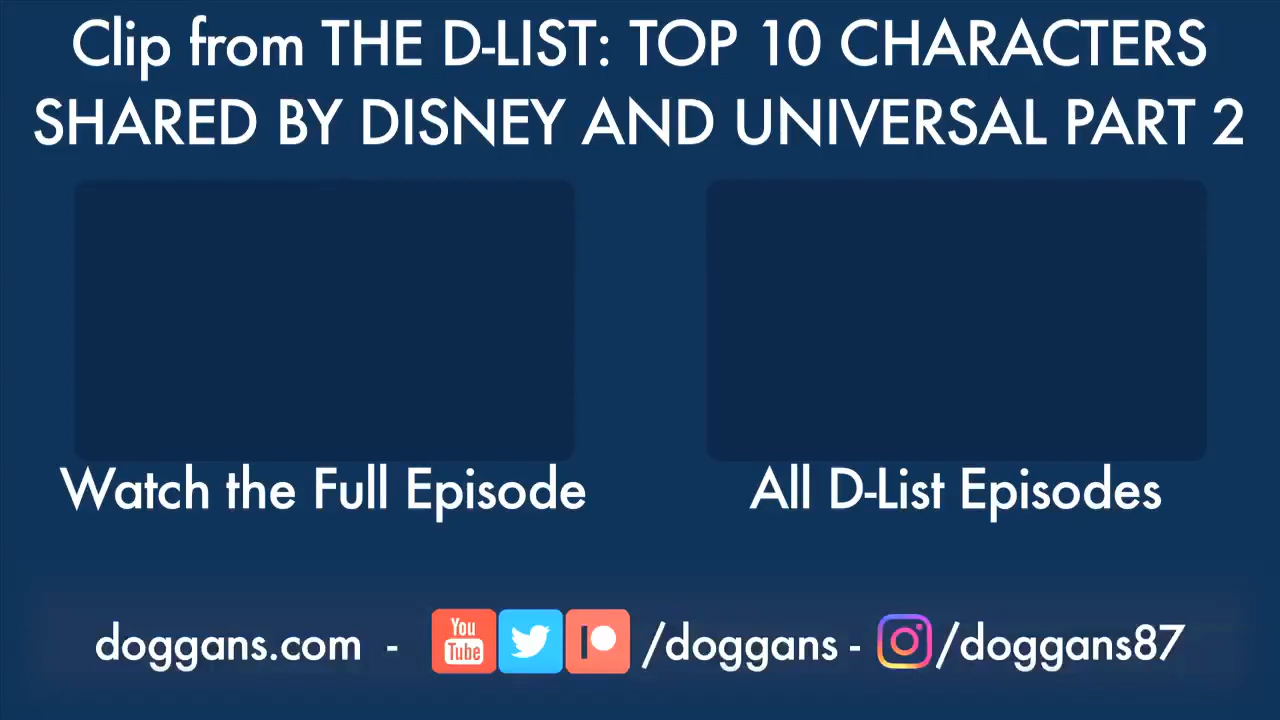 Clip from THE D-LIST: TOP 10 CHARACTERS
SHARED BY DISNEY AND UNIVERSAL PART 2
Watch the Full Episode
All D-List Episodes
doggans.com - You Tube /doggans - /doggans87